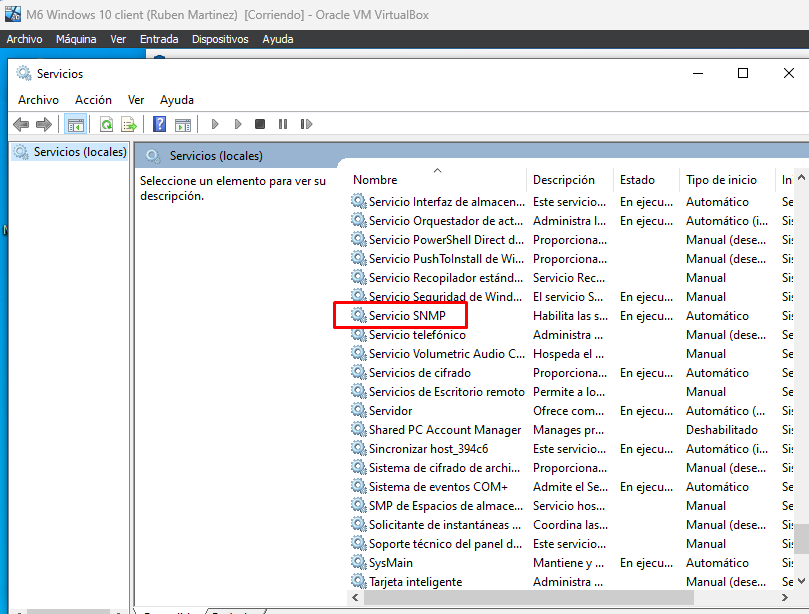 M6 Windows 10 client (Ruben Martinez) [Corriendo] - Oracle VM VirtualBox
Archivo Máquina Ver Entrada Dispositivos Ayuda
Servicios
Archivo Acción Ver Ayuda
Servicios (locales)
Servicios (locales)
Seleccione un elemento para ver su
descripción.
Nombre Descripción Estado Tipo de inicio In
Servicio Interfaz de almacen... Este servicio... En ejecu... Automático Se
Servicio Orquestador de act... Administra l... En ejecu... Automático (i... Sis
Servicio PowerShell Direct d... Proporciona... Manual (dese... Sis
Servicio PushToInstall de Wi... Proporciona... Manual (dese... Sis
Servicio Recopilador estánd... Servicio Rec... Manual Sis
Servicio Seguridad de Wind... El servicio S... En ejecu... Manual Sis
Servicio SNMP Habilita las s... En ejecu... Automático Sis
Servicio telefónico Administra ... Manual (dese... Se
Servicio Volumetric Audio C... Hospeda el ... Manual Se
Servicios de cifrado Proporciona... En ejecu... Automático Se
Servicios de Escritorio remoto Permite a lo... Manual Se
Servidor Ofrece com... En ejecu... Automático (... Sis
Shared PC Account Manager Manages pr... Deshabilitado Sis
Sincronizar host_394c6 Este servicio... En ejecu... Automático (i... Sis
Sistema de cifrado de archi... Proporciona... Manual (dese... Sis
Sistema de eventos COM+ Admite el Se... En ejecu... Automático Se
SMP de Espacios de almace... Servicio hos... Manual Se
Solicitante de instantáneas ... Coordina las... Manual (dese... Sis
Soporte técnico del panel d... Este servicio... Manual Sis
SysMain Mantiene y ... En ejecu... Automático Sis
Tarjeta inteligente Administra ... Manual (dese... Se